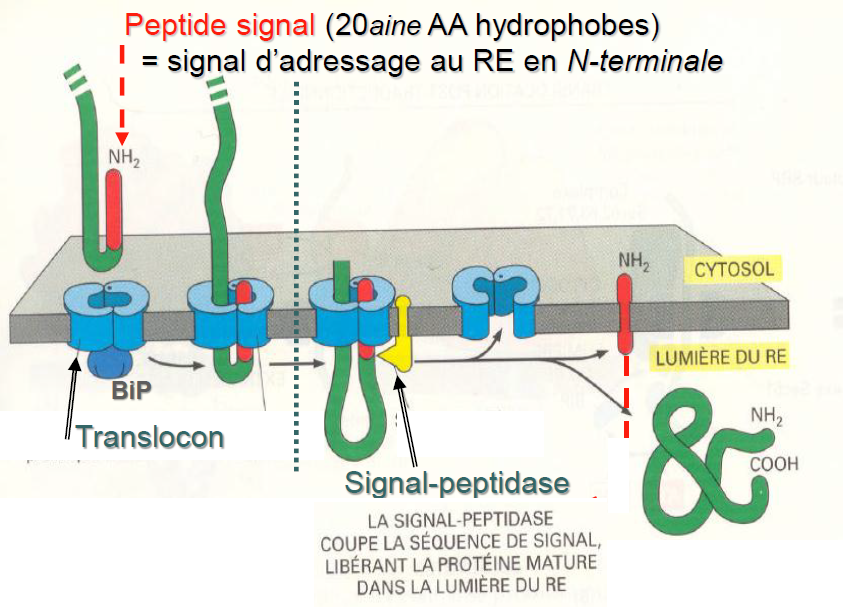 Peptide signal (20aine AA hydrophobes)
= signal d’adressage au RE en N-terminale
NH2
NH2
CYTOSOL
LUMIÈRE DU RE
BiP
NH2
Translocon
COOH
Signal-peptidase
LA SIGNAL-PEPTIDASE
COUPE LA SÉQUENCE DE SIGNAL,
LIBÉRANT LA PROTÉINE MATURE
DANS LA LUMIÈRE DU RE